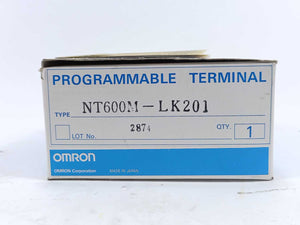 PROGRAMMABLE TERMINAL
TYPE NT600M-LK201
LOT No. 2874 QTY. 1
OMRON
OMRON Corporation MADE IN JAPAN